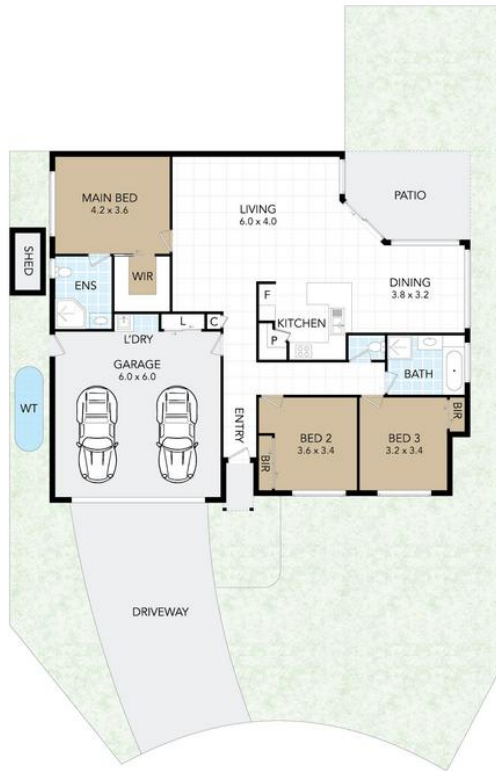 MAIN BED
4.2 x 3.6
LIVING
6.0 x 4.0
PATIO
SHED
ENS
WIR
DINING
3.8 x 3.2
F
KITCHEN
P
L
C
L'DRY
GARAGE
6.0 x 6.0
BATH
WT
ENTRY
BIR
BED 2
3.6 x 3.4
BED 3
3.2 x 3.4
BIR
DRIVEWAY